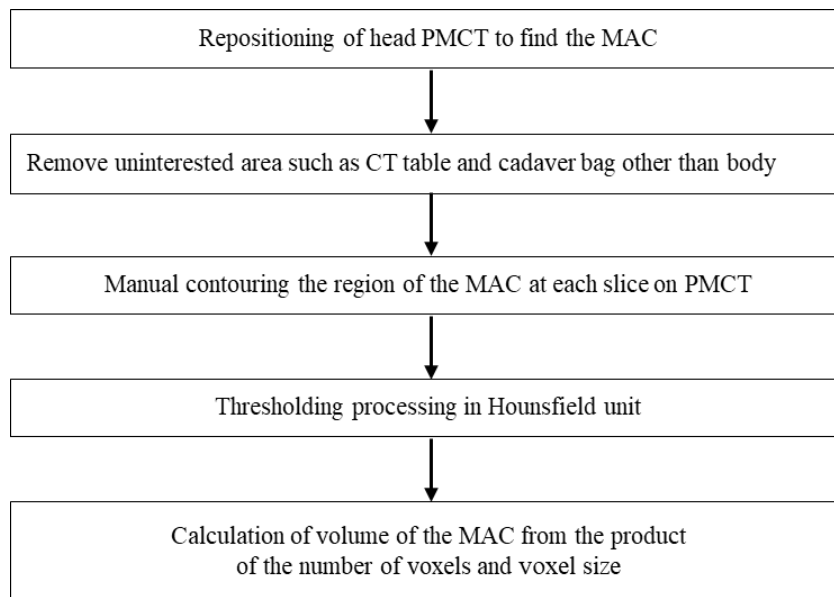 Repositioning of head PMCT to find the MAC
Remove uninterested area such as CT table and cadaver bag other than body
Manual contouring the region of the MAC at each slice on PMCT
Thresholding processing in Hounsfield unit
Calculation of volume of the MAC from the product
of the number of voxels and voxel size